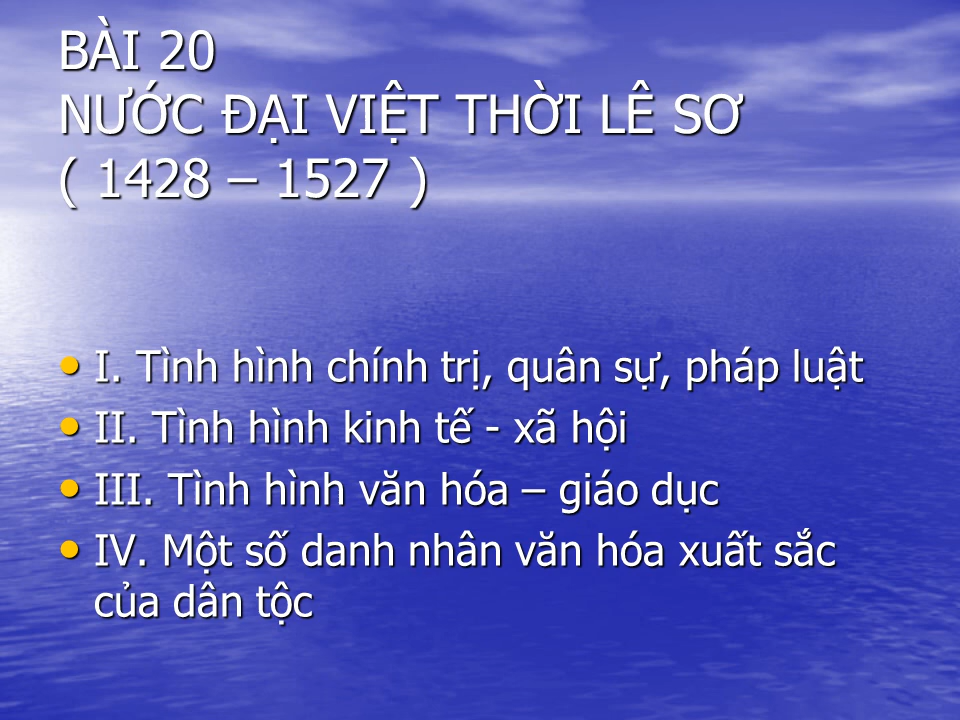 BÀI 20
NƯỚC ĐẠI VIỆT THỜI LÊ SƠ
( 1428 – 1527 )
• I. Tình hình chính trị, quân sự, pháp luật
• II. Tình hình kinh tế - xã hội
• III. Tình hình văn hóa – giáo dục
• IV. Một số danh nhân văn hóa xuất sắc
của dân tộc